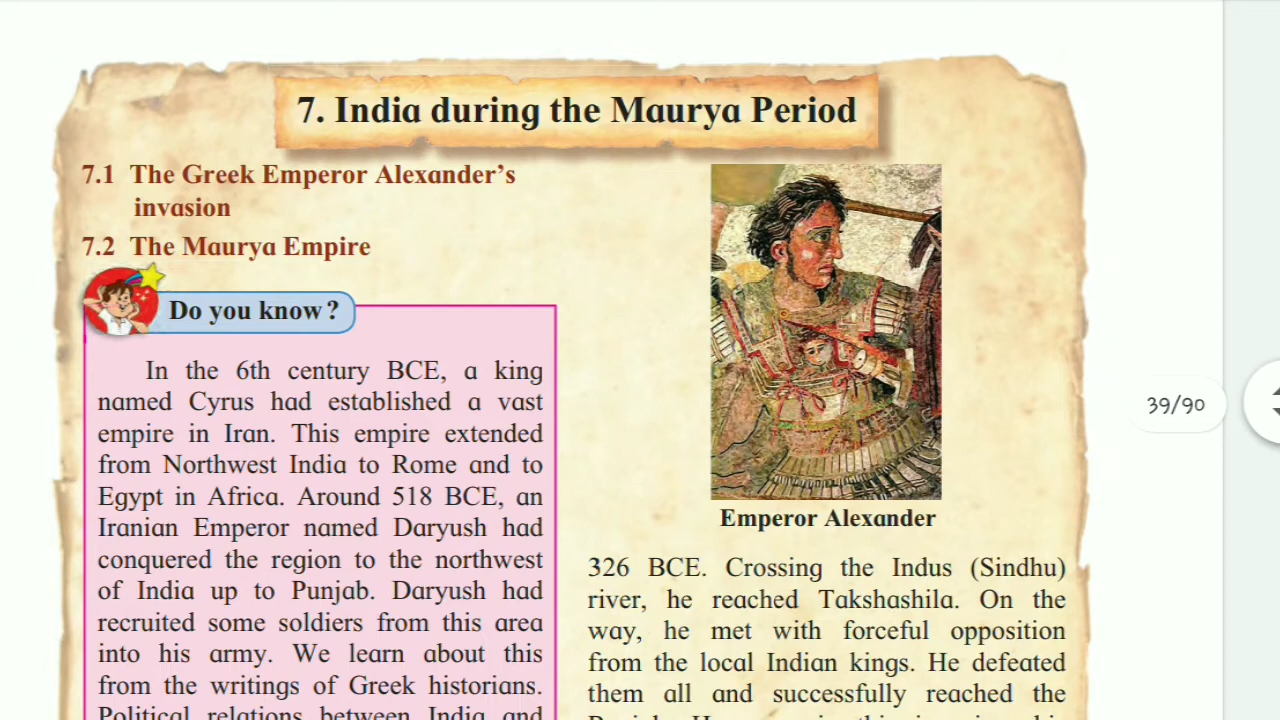 7. India during the Maurya Period
7.1 The Greek Emperor Alexander's
invasion
7.2 The Maurya Empire
Do you know?
In the 6th century BCE, a king
named Cyrus had established a vast
empire in Iran. This empire extended
from Northwest India to Rome and to
Egypt in Africa. Around 518 BCE, an
Iranian Emperor named Daryush had
conquered the region to the northwest
of India up to Punjab. Daryush had
recruited some soldiers from this area
into his army. We learn about this
from the writings of Greek historians.
Political relations between India and
Emperor Alexander
326 BCE. Crossing the Indus (Sindhu)
river, he reached Takshashila. On the
way, he met with forceful opposition
from the local Indian kings. He defeated
them all and successfully reached the
39/90